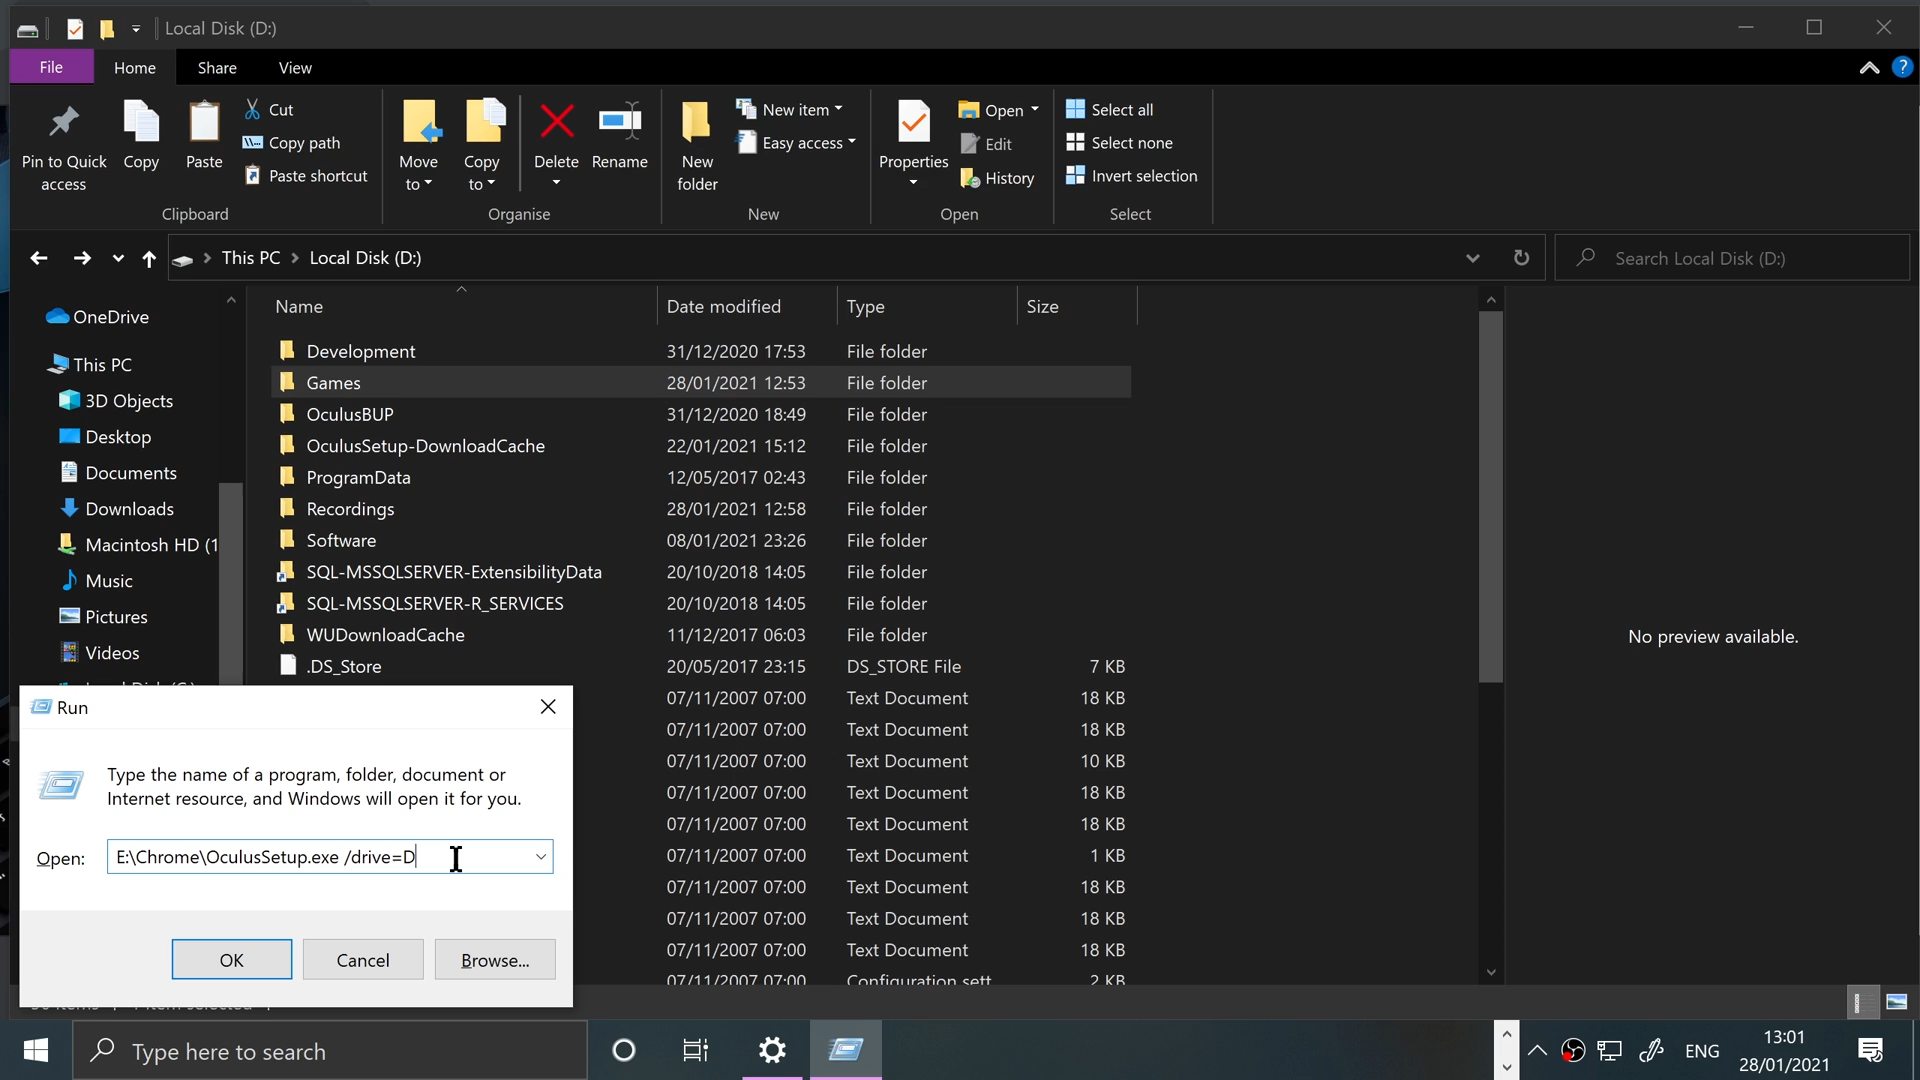 Local Disk (D:)
File
Home
Share
View
Pin to Quick access
Copy
Paste
Cut
Copy path
Paste shortcut
Clipboard
Move to
Copy to
Delete
Rename
Organise
New folder
New item
Easy access
New
Properties
Open
Edit
History
Open
Select all
Select none
Invert selection
Select
This PC
Local Disk (D:)
Search Local Disk (D:)
OneDrive
This PC
3D Objects
Desktop
Documents
Downloads
Macintosh HD (1
Music
Pictures
Videos
Name Date modified Type Size
Development 31/12/2020 17:53 File folder
Games 28/01/2021 12:53 File folder
OculusBUP 31/12/2020 18:49 File folder
OculusSetup-DownloadCache 22/01/2021 15:12 File folder
ProgramData 12/05/2017 02:43 File folder
Recordings 28/01/2021 12:58 File folder
Software 08/01/2021 23:26 File folder
SQL-MSSQLSERVER-ExtensibilityData 20/10/2018 14:05 File folder
SQL-MSSQLSERVER-R_SERVICES 20/10/2018 14:05 File folder
WUDownloadCache 11/12/2017 06:03 File folder
.DS_Store 20/05/2017 23:15 DS_STORE File 7 KB
07/11/2007 07:00 Text Document 18 KB
07/11/2007 07:00 Text Document 18 KB
07/11/2007 07:00 Text Document 10 KB
07/11/2007 07:00 Text Document 18 KB
07/11/2007 07:00 Text Document 18 KB
07/11/2007 07:00 Text Document 1 KB
07/11/2007 07:00 Text Document 18 KB
07/11/2007 07:00 Text Document 18 KB
07/11/2007 07:00 Text Document 18 KB
07/11/2007 07:00 Configuration sett 2 KB
No preview available.
Run
Type the name of a program, folder, document or
Internet resource, and Windows will open it for you.
Open:
E:\Chrome\OculusSetup.exe /drive=D
OK
Cancel
Browse...
Type here to search
ENG
13:01
28/01/2021